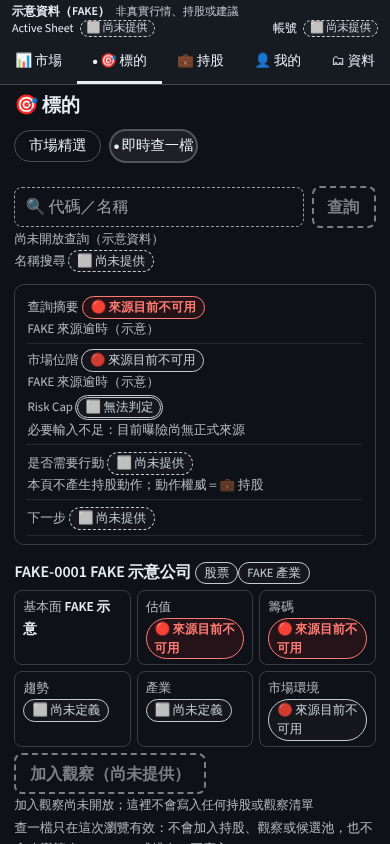 示意資料（FAKE） 非真實行情、持股或建議
Active Sheet ⬜ 尚未提供 帳號 ⬜ 尚未提供
📊 市場 🎯 標的 💼 持股 👤 我的 🗂 資料
🎯 標的
市場精選 即時查一檔
🔍 代碼／名稱 查詢
尚未開放查詢（示意資料）
名稱搜尋 ⬜ 尚未提供
查詢摘要 🔴 來源目前不可用
FAKE 來源逾時（示意）
市場位階 🔴 來源目前不可用
FAKE 來源逾時（示意）
Risk Cap ⬜ 無法判定
必要輸入不足：目前曝險尚無正式來源
是否需要行動 ⬜ 尚未提供
本頁不產生持股動作；動作權威＝💼 持股
下一步 ⬜ 尚未提供
FAKE-0001 FAKE 示意公司 股票 FAKE 產業
基本面 FAKE 示意
估值
🔴 來源目前不可用
籌碼
🔴 來源目前不可用
趨勢
⬜ 尚未定義
產業
⬜ 尚未定義
市場環境
🔴 來源目前不可用
加入觀察（尚未提供）
加入觀察尚未開放；這裡不會寫入任何持股或觀察清單
查一檔只在這次瀏覽有效：不會加入持股、觀察或候選池，也不